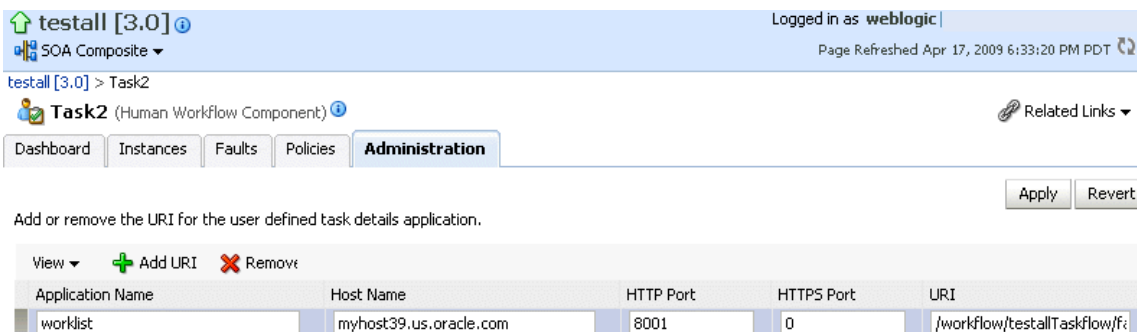 testall [3.0]
Logged in as weblogic
SOA Composite
Page Refreshed Apr 17, 2009 6:33:20 PM PDT
testall [3.0] > Task2
Task2 (Human Workflow Component)
Related Links
Dashboard Instances Faults Policies Administration
Apply Revert
Add or remove the URI for the user defined task details application.
View Add URI Remove
Application Name Host Name HTTP Port HTTPS Port URI
worklist myhost39.us.oracle.com 8001 0 /workflow/testallTaskflow/fa